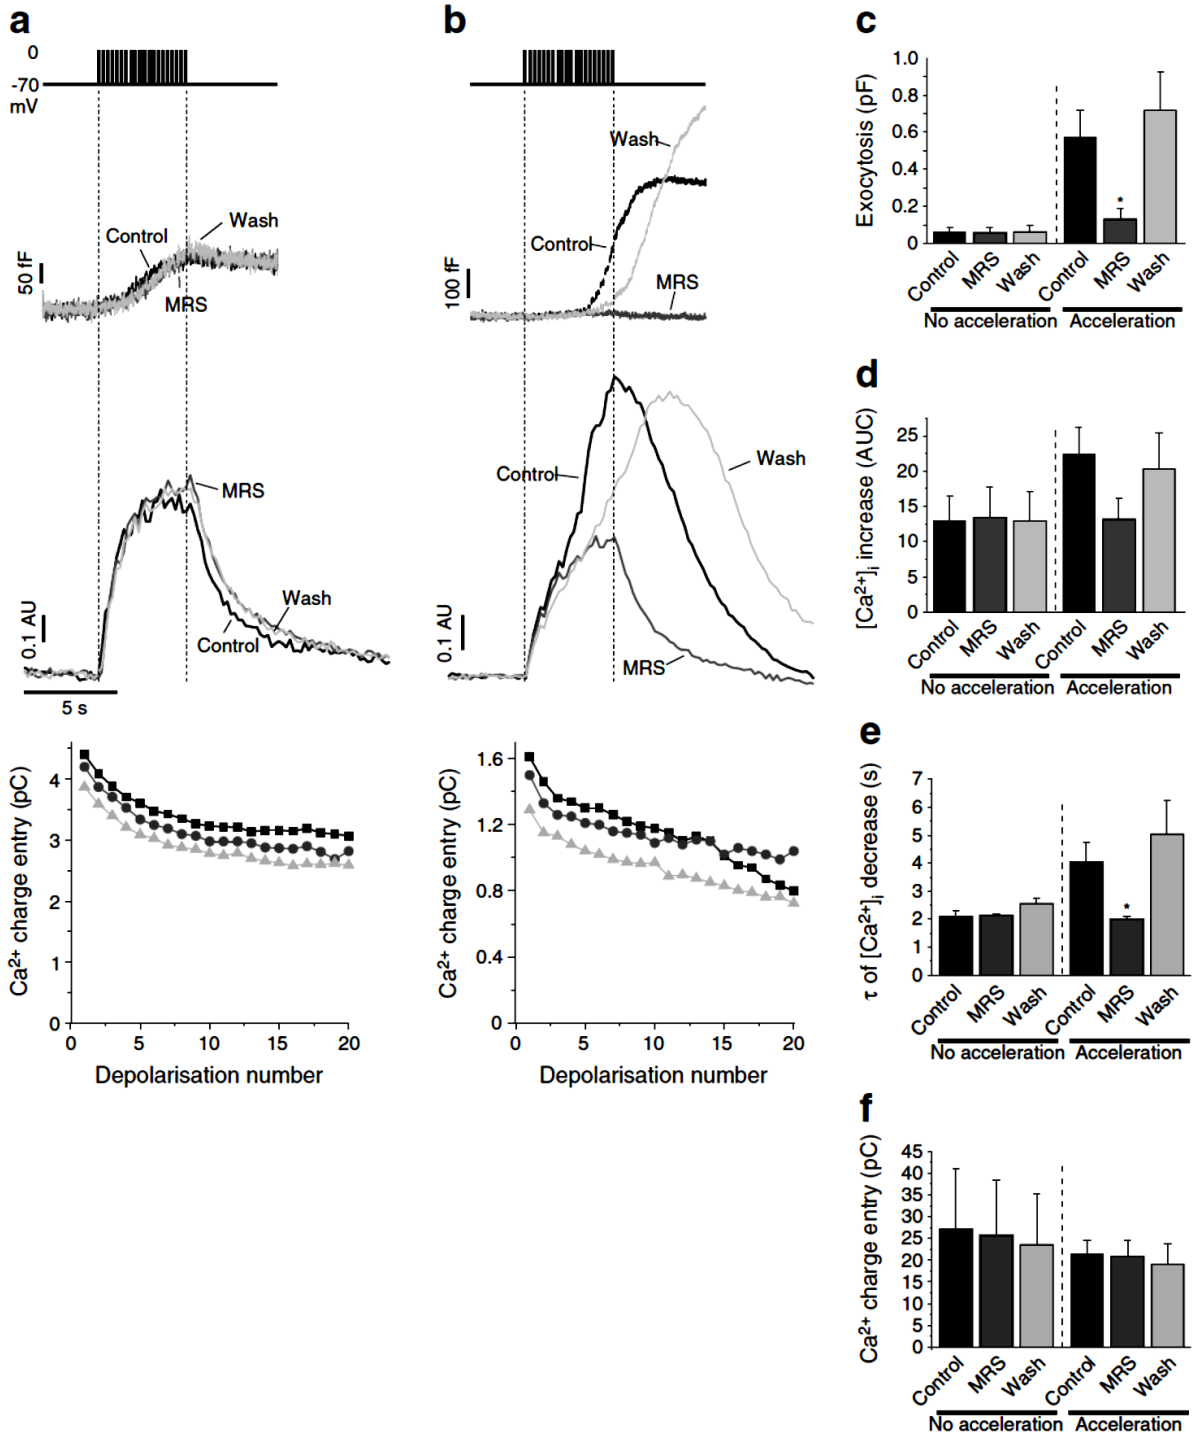 a
0
-70
mV
Control
Wash
MRS
50 fF
MRS
Wash
Control
0.1 AU
5 s
Ca²⁺ charge entry (pC)
4
3
2
1
0
0 5 10 15 20
Depolarisation number
b
Wash
Control
MRS
100 fF
Control
Wash
MRS
0.1 AU
Ca²⁺ charge entry (pC)
1.6
1.2
0.8
0.4
0
0 5 10 15 20
Depolarisation number
c
Exocytosis (pF)
1.0
0.8
0.6
0.4
0.2
0
*
Control MRS Wash Control MRS Wash
No acceleration Acceleration
d
[Ca²⁺]i increase (AUC)
25
20
15
10
5
0
Control MRS Wash Control MRS Wash
No acceleration Acceleration
e
τ of [Ca²⁺]i decrease (s)
7
6
5
4
3
2
1
0
*
Control MRS Wash Control MRS Wash
No acceleration Acceleration
f
Ca²⁺ charge entry (pC)
45
40
35
30
25
20
15
10
5
0
Control MRS Wash Control MRS Wash
No acceleration Acceleration